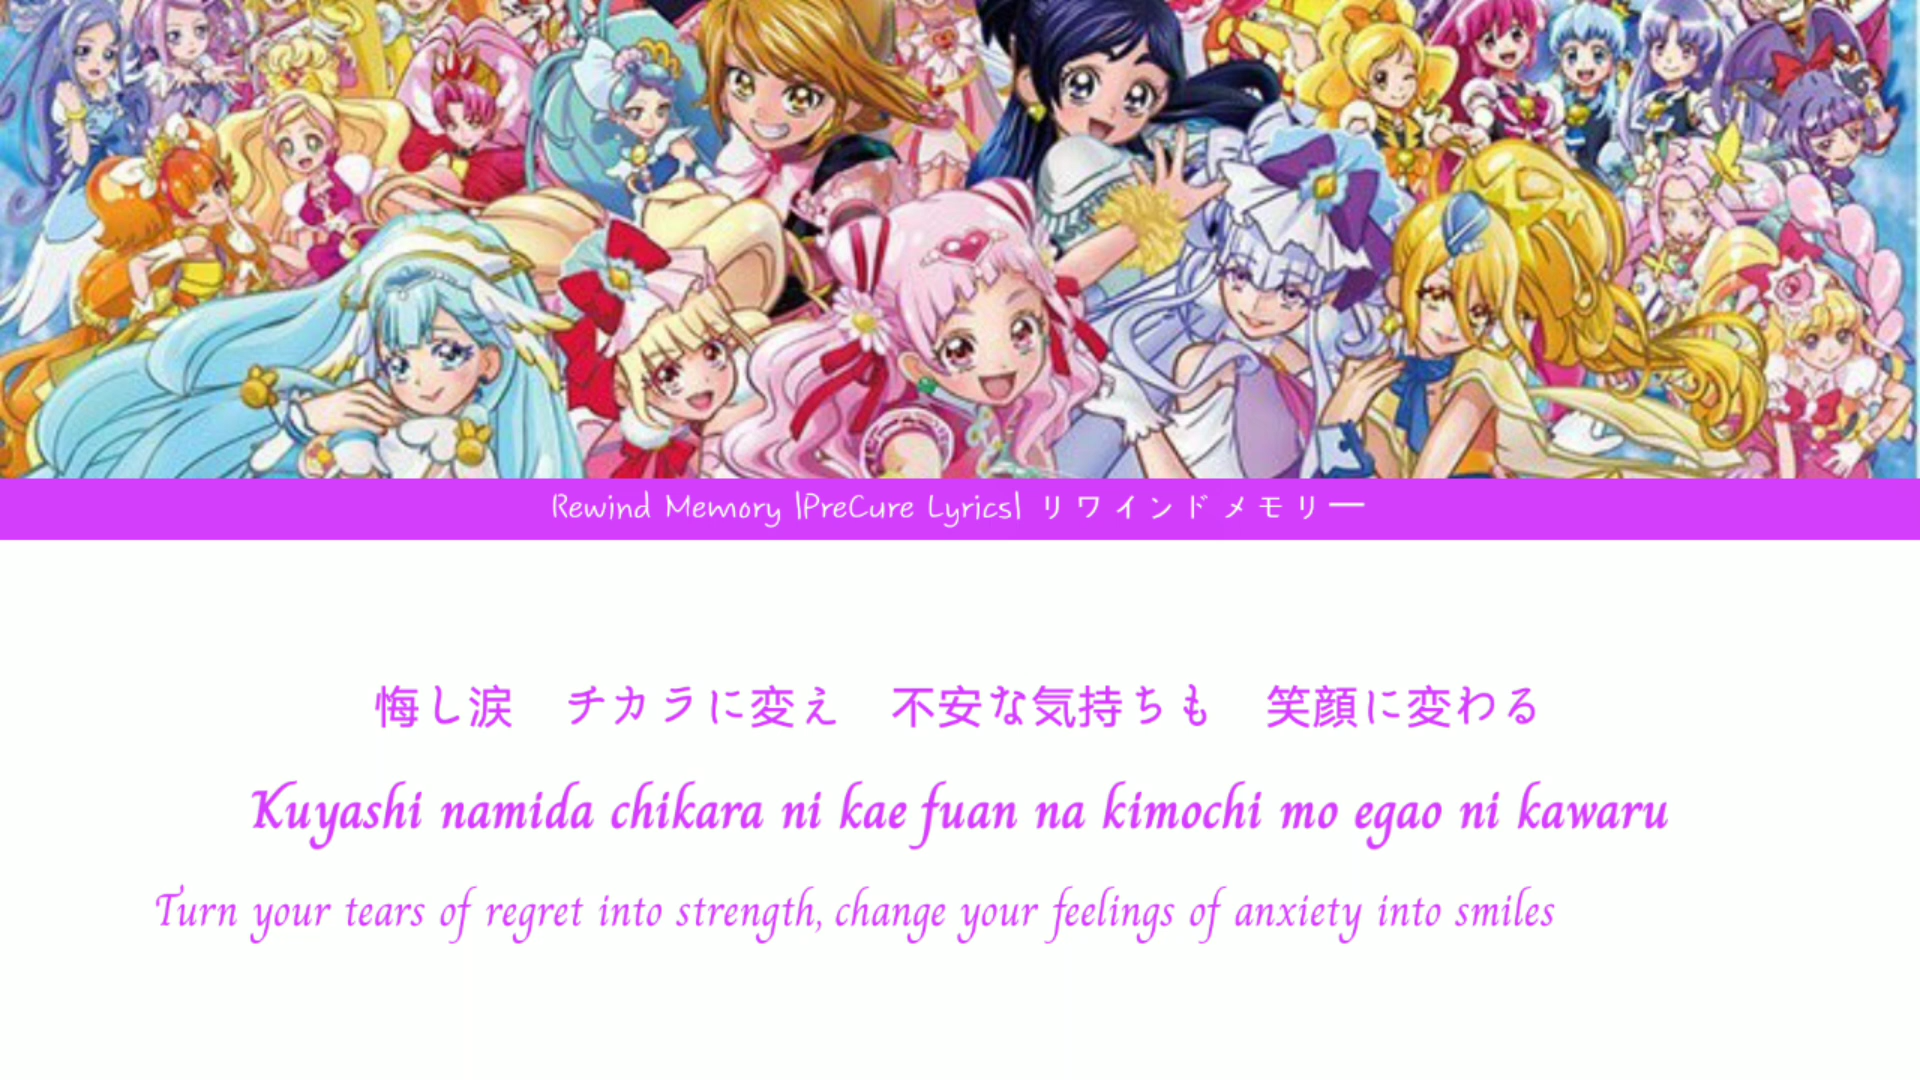 Rewind Memory |PreCure Lyrics| リワインドメモリー
悔し涙　チカラに変え　不安な気持ちも　笑顔に変わる
Kuyashi namida chikara ni kae fuan na kimochi mo egao ni kawaru
Turn your tears of regret into strength, change your feelings of anxiety into smiles